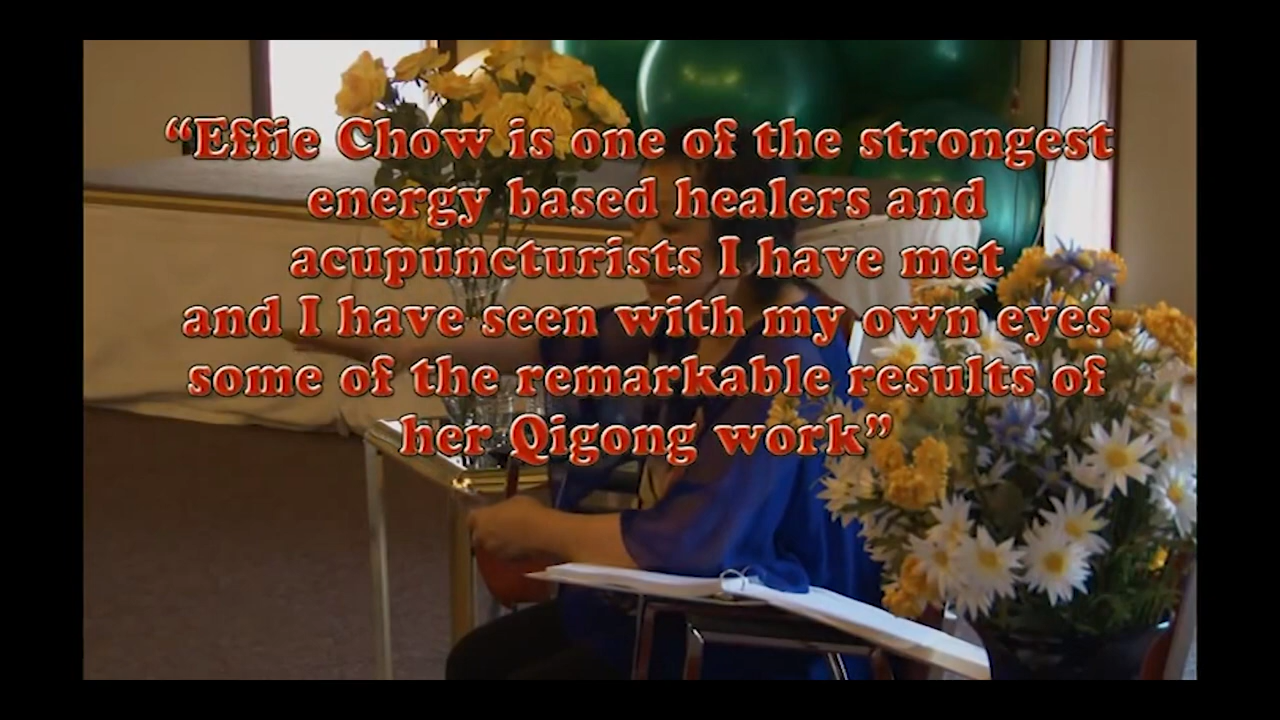 “Effie Chow is one of the strongest
energy based healers and
acupuncturists I have met
and I have seen with my own eyes
some of the remarkable results of
her Qigong work”